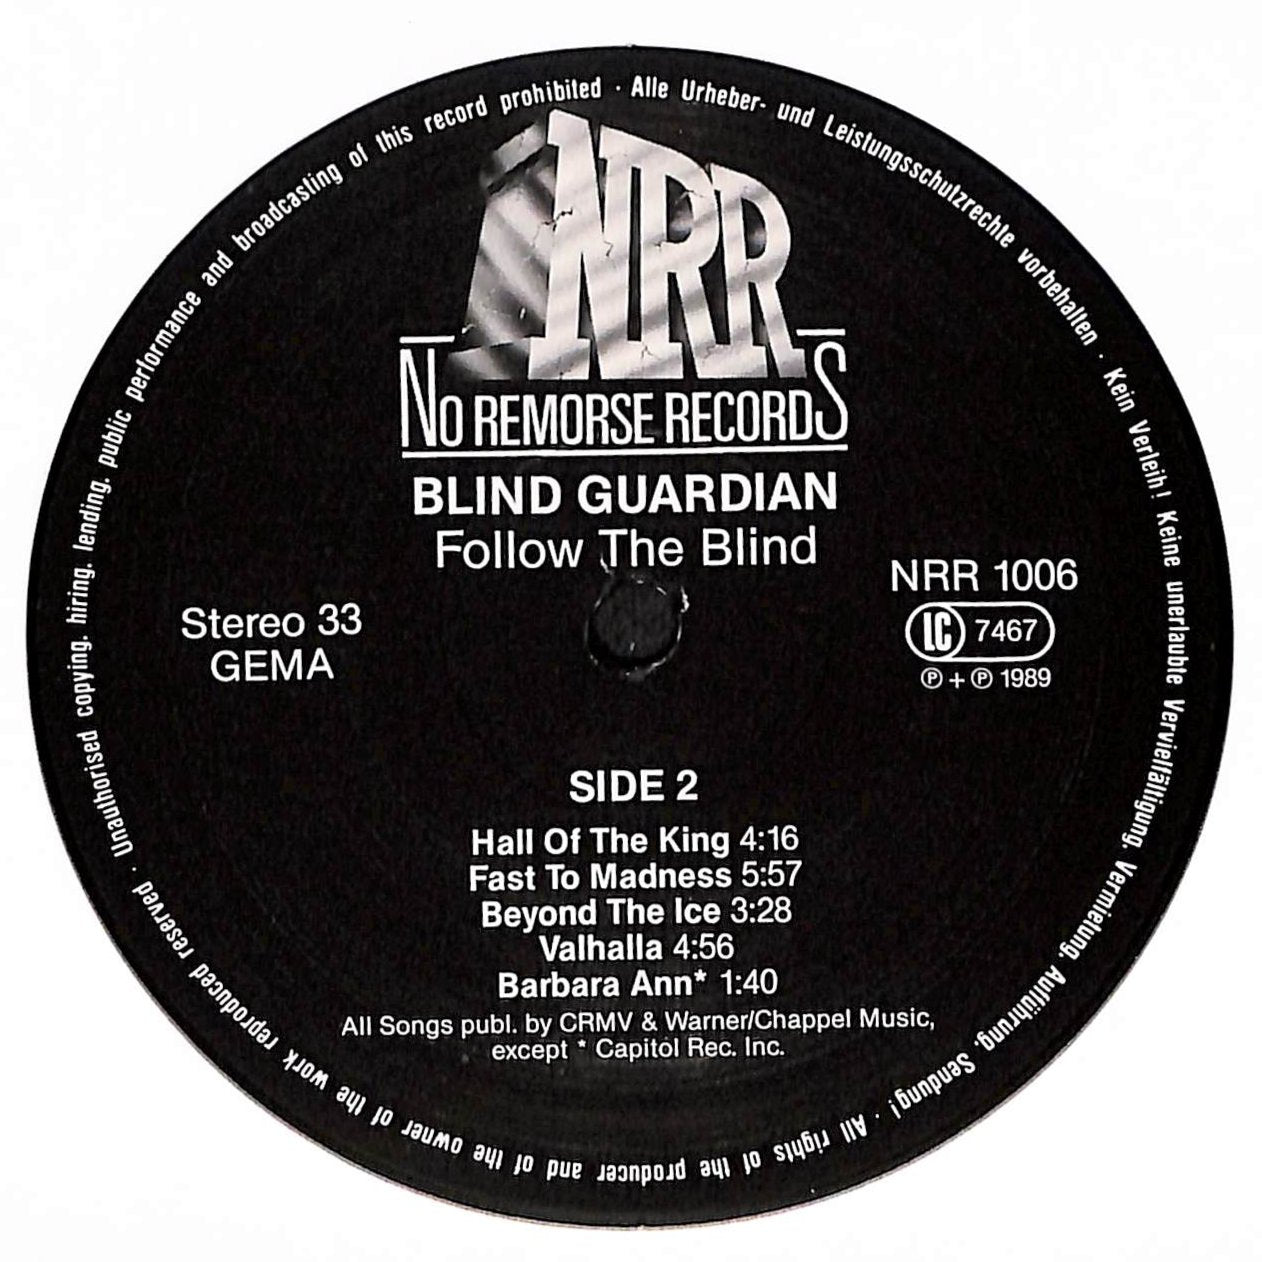 NRR
NO REMORSE RECORDS
BLIND GUARDIAN
Follow The Blind
Stereo 33
GEMA
NRR 1006
LC 7467
℗ + ℗ 1989
SIDE 2
Hall Of The King 4:16
Fast To Madness 5:57
Beyond The Ice 3:28
Valhalla 4:56
Barbara Ann* 1:40
All Songs publ. by CRMV & Warner/Chappel Music,
except * Capitol Rec. Inc.
Alle Urheber- und Leistungsschutzrechte vorbehalten · Kein Verleih! Keine unerlaubte Vervielfältigung, Vermietung, Aufführung, Sendung! · All rights of the producer and of the owner of the work reproduced reserved · Unauthorised copying, hiring, lending, public performance and broadcasting of this record prohibited ·